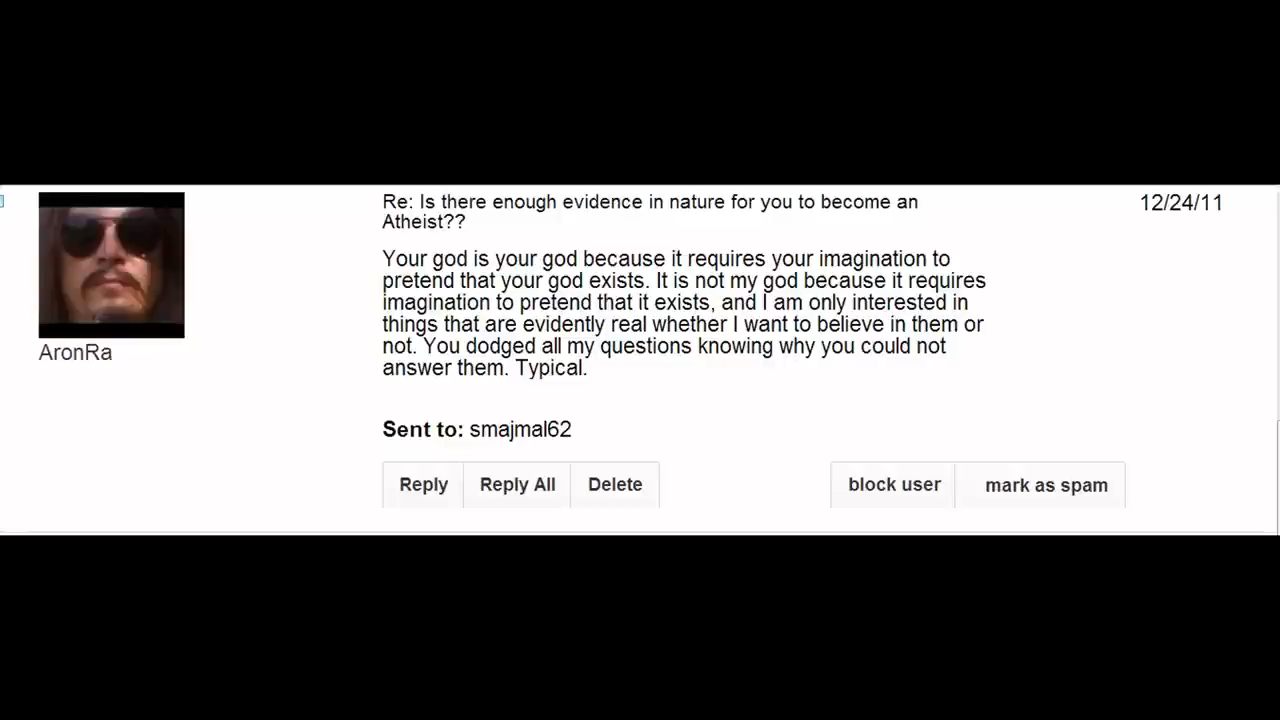 Re: Is there enough evidence in nature for you to become an
Atheist??
12/24/11
Your god is your god because it requires your imagination to
pretend that your god exists. It is not my god because it requires
imagination to pretend that it exists, and I am only interested in
things that are evidently real whether I want to believe in them or
not. You dodged all my questions knowing why you could not
answer them. Typical.
AronRa
Sent to: smajmal62
Reply
Reply All
Delete
block user
mark as spam